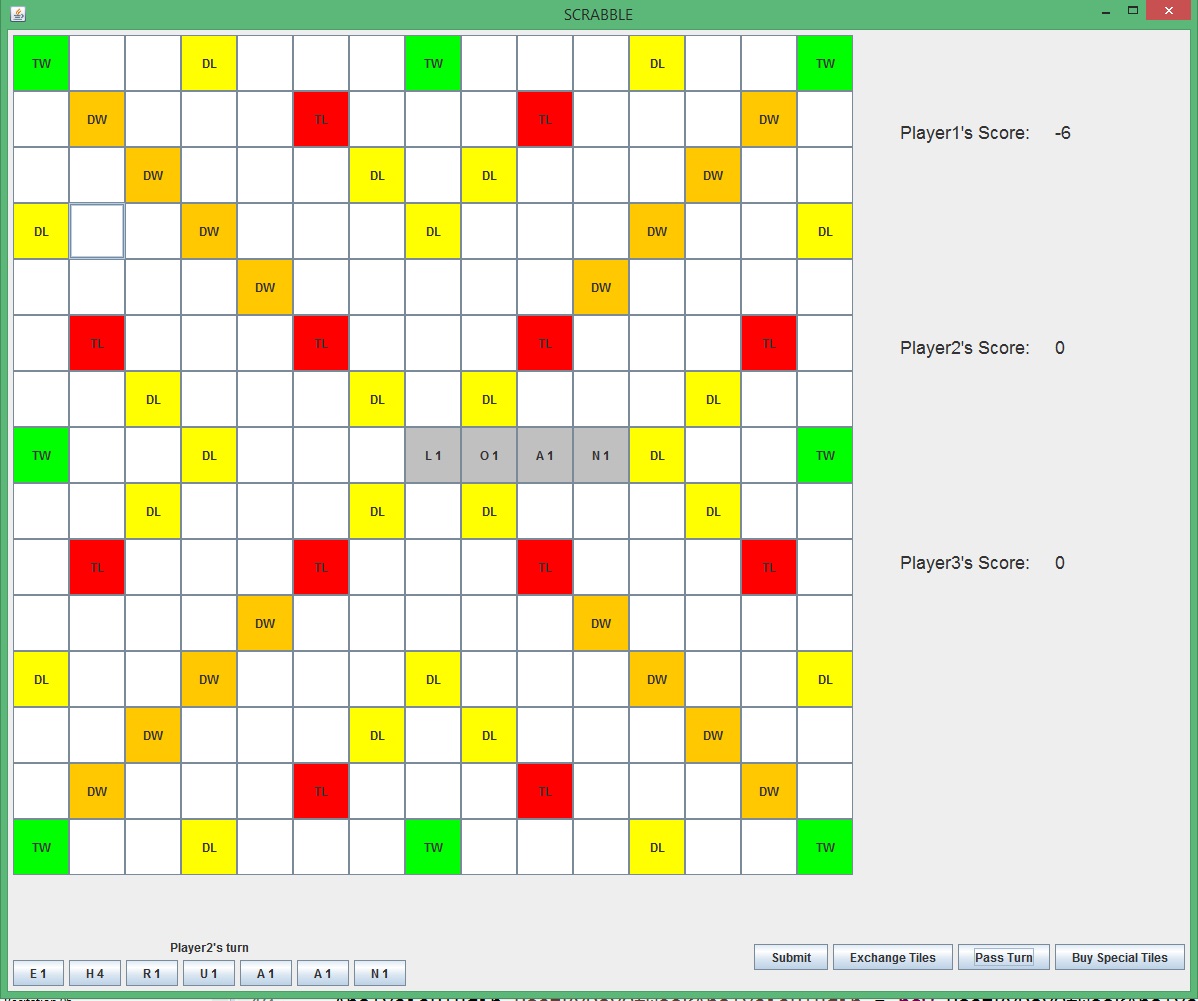 SCRABBLE
TW DL TW DL TW
DW TL TL DW
Player1's Score: -6
DW DL DL DW
DL DW DL DW DL
DW DW
TL TL TL TL
Player2's Score: 0
DL DL DL DL
TW DL L 1 O 1 A 1 N 1 DL TW
DL DL DL DL
TL TL TL TL
Player3's Score: 0
DW DW
DL DW DL DW DL
DW DL DL DW
DW TL TL DW
TW DL TW DL TW
Player2's turn
E 1 H 4 R 1 U 1 A 1 A 1 N 1
Submit Exchange Tiles Pass Turn Buy Special Tiles